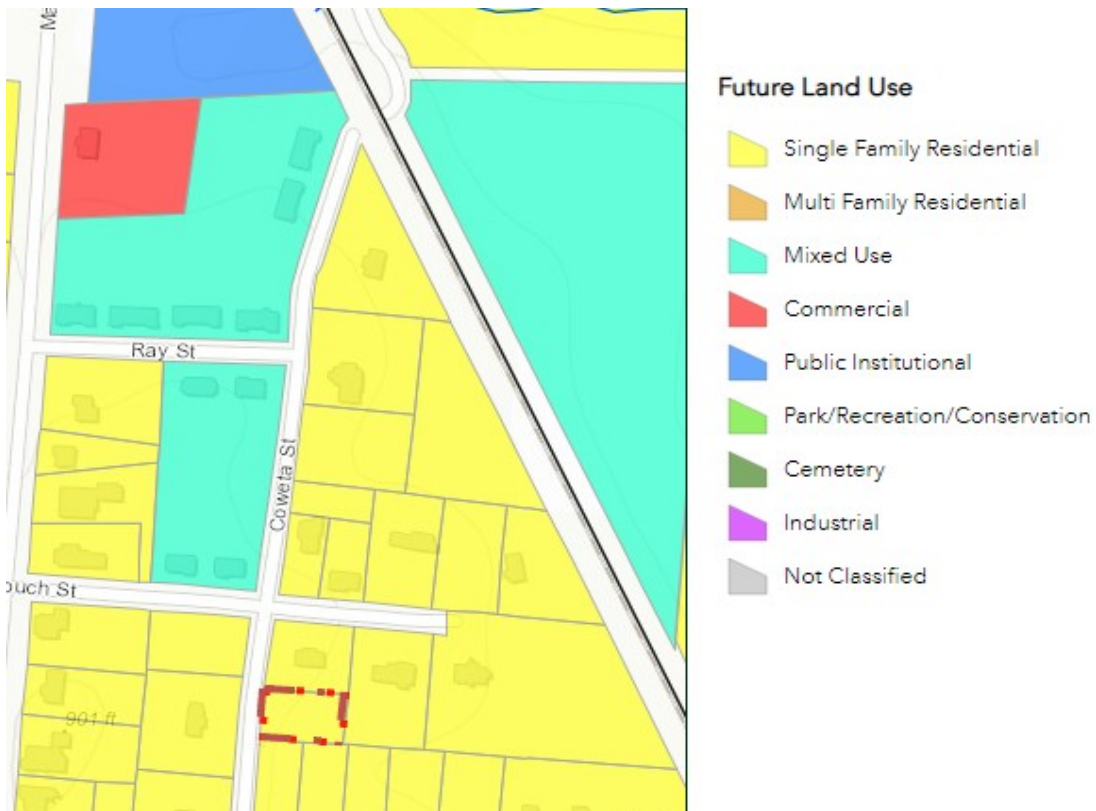 Ma
Ray St
Coweta St
ouch St
901 ft
Future Land Use
Single Family Residential
Multi Family Residential
Mixed Use
Commercial
Public Institutional
Park/Recreation/Conservation
Cemetery
Industrial
Not Classified